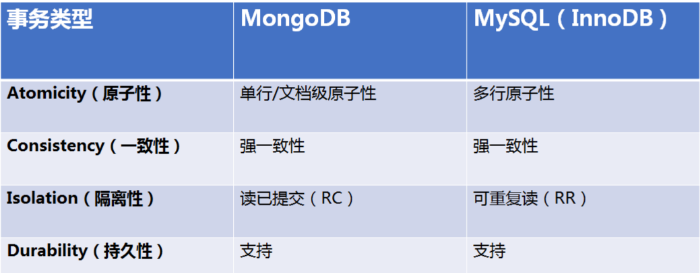 事务类型 MongoDB MySQL（InnoDB）
Atomicity（原子性） 单行/文档级原子性 多行原子性
Consistency（一致性） 强一致性 强一致性
Isolation（隔离性） 读已提交（RC） 可重复读（RR）
Durability（持久性） 支持 支持